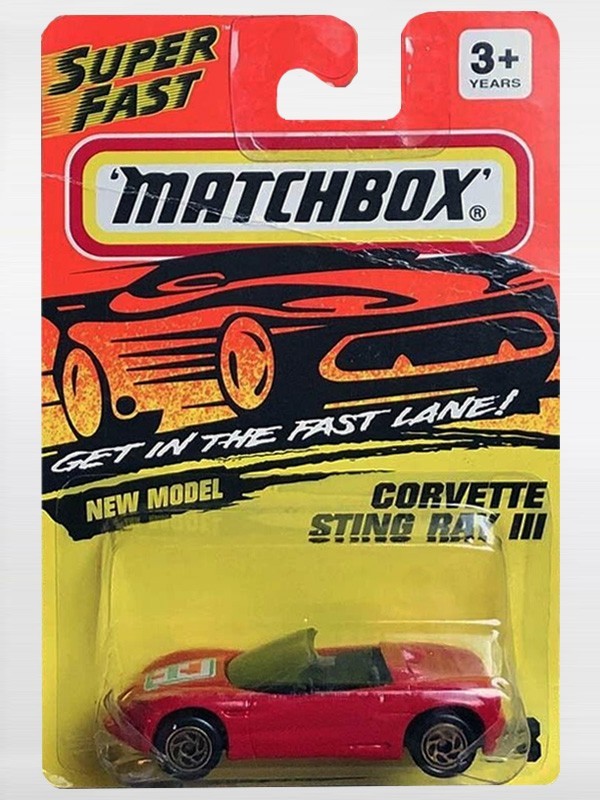 SUPER
FAST
3+
YEARS
'MATCHBOX'®
GET IN THE FAST LANE!
NEW MODEL
CORVETTE
STING RAY III